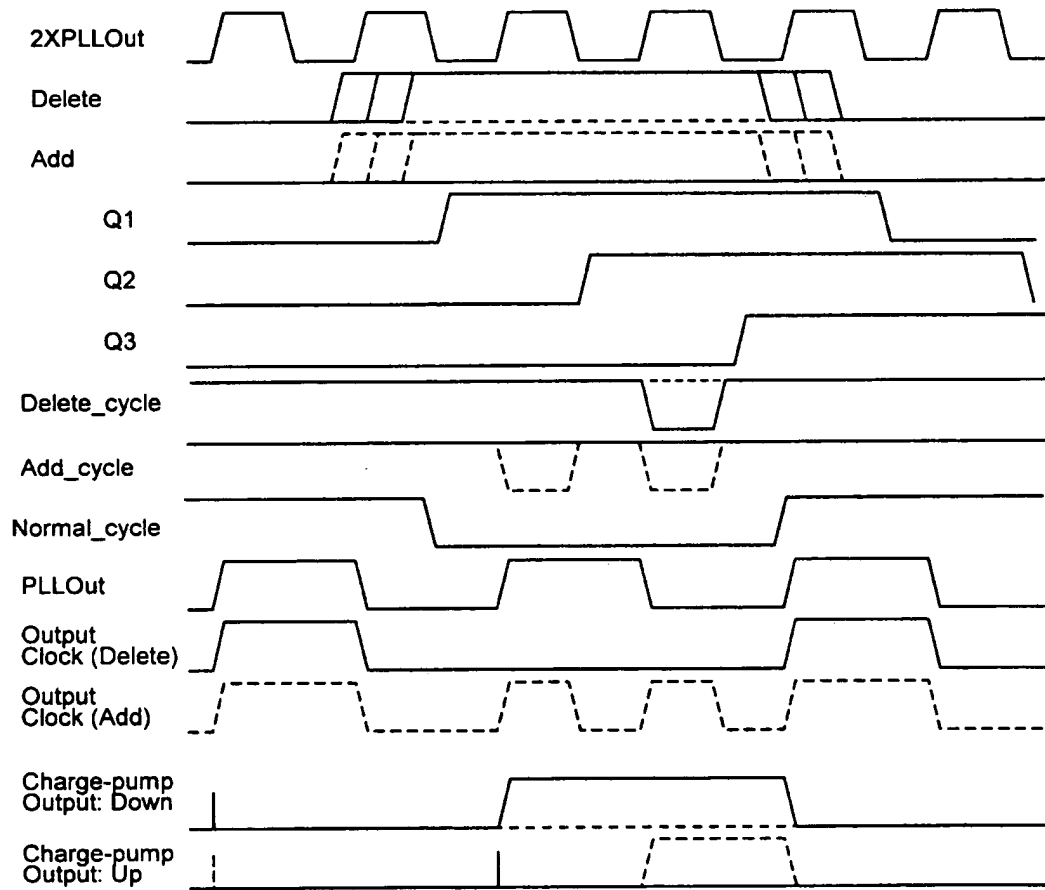 2XPLLOut
Delete
Add
Q1
Q2
Q3
Delete_cycle
Add_cycle
Normal_cycle
PLLOut
Output
Clock (Delete)
Output
Clock (Add)
Charge-pump
Output: Down
Charge-pump
Output: Up